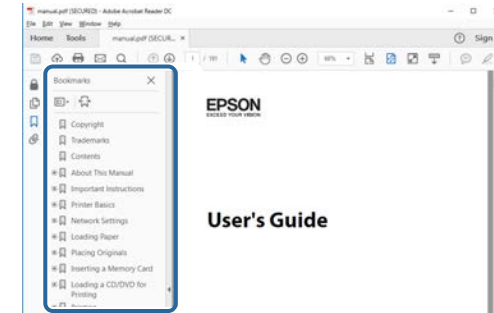 manual.pdf (SECURED) - Adobe Acrobat Reader DC
File Edit View Window Help
Home Tools manual.pdf (SECUR... × Sign
1 / 191
Bookmarks
Copyright
Trademarks
Contents
About This Manual
Important Instructions
Printer Basics
Network Settings
Loading Paper
Placing Originals
Inserting a Memory Card
Loading a CD/DVD for
Printing
EPSON
EXCEED YOUR VISION
User's Guide